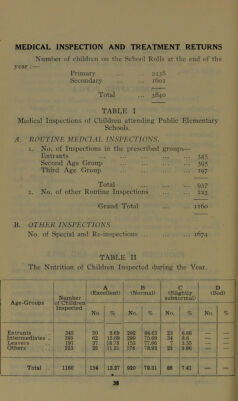 MEDICAL INSPECTION AND TREATMENT RETURNS
Number of children on the School Rolls at the end of the
year :—
Primary ... ... 2238
Secondary ... ... 1602
Total ... 3840
TABLE I
Medical Inspections of Children attending Public Elementary
Schools.
A. ROUTINE MEDCIAL INSPECTIONS.
1. No. of Inspections in the prescribed groups—
Entrants ... ... ... ... 345
Second Age Group ... ... ... 395
Third Age Group ... ... ... 197
Total ... ... ... 937
2. No. of other Routine Inspections ... ... 223
Grand Total ... ... 1160
B. OTHER INSPECTIONS
No. of Special and Re-inspections ... ... ... 1674
TABLE II
The Nutrition of Children Inspected during the Year.
Age-Groups Number of Children Inspected A (Excellent) B (Normal) C (Slightly subnormal) D (Bad)
No. % No. % No. % No. %
Entrants 345 30 8.69 292 84.63 23 6.66 — —
Intermediates .. 395 62 15.69 299 75.69 34 8.6 — —
Leavers 197 37 18.78 153 77.66 7 3.55 — —
Others 223 25 11.21 176 78.92 22 9.86 — —
Total 1160 154 13.27 920 79.31 86 7.41 — —
38